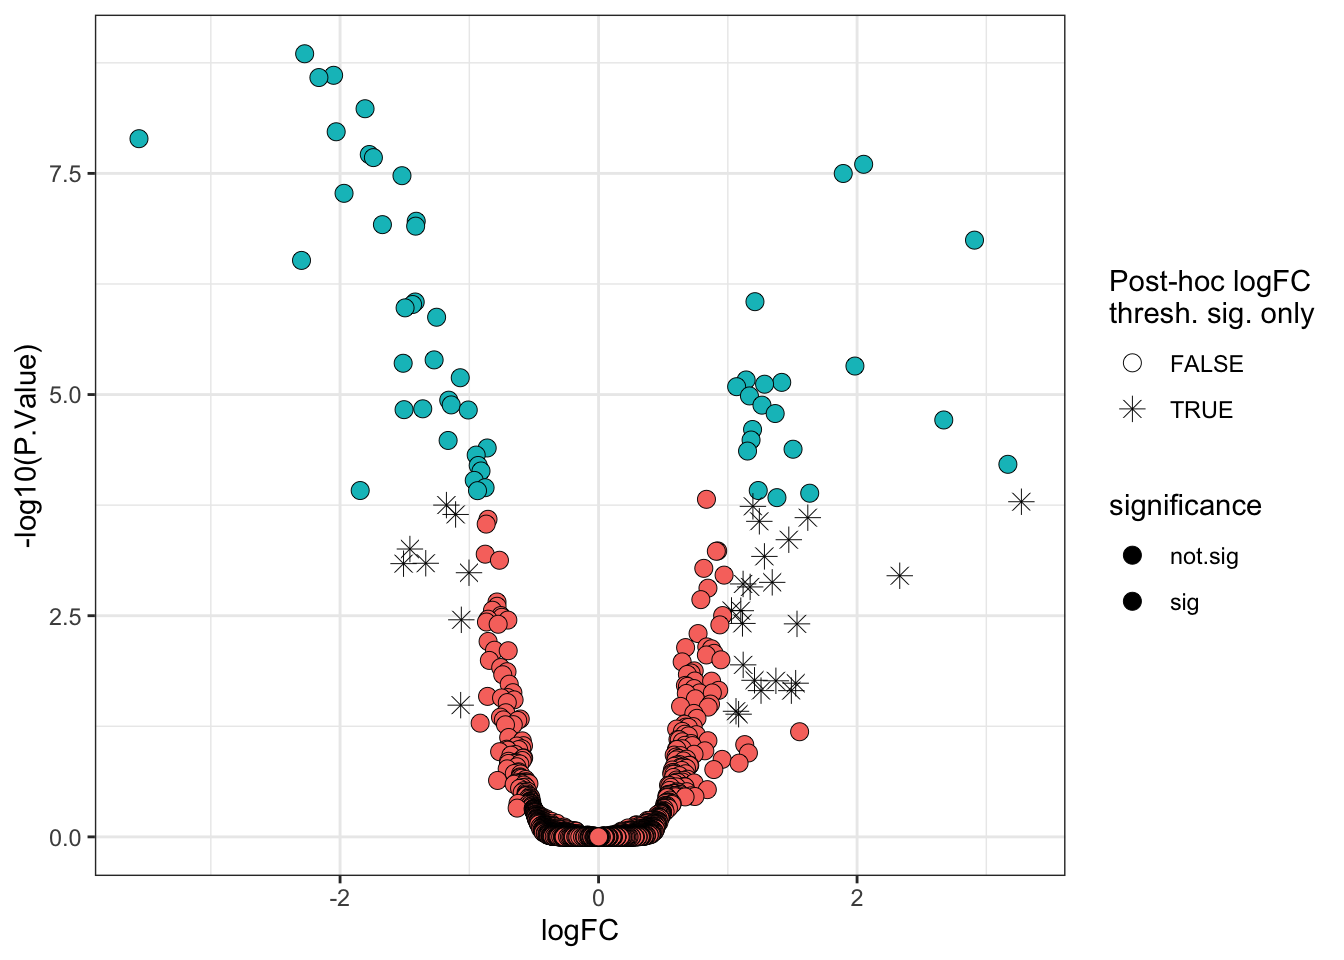 7.5
5.0
2.5
0.0
-log10(P.Value)
-2
0
2
logFC
Post-hoc logFC
thresh. sig. only
FALSE
TRUE
significance
not.sig
sig